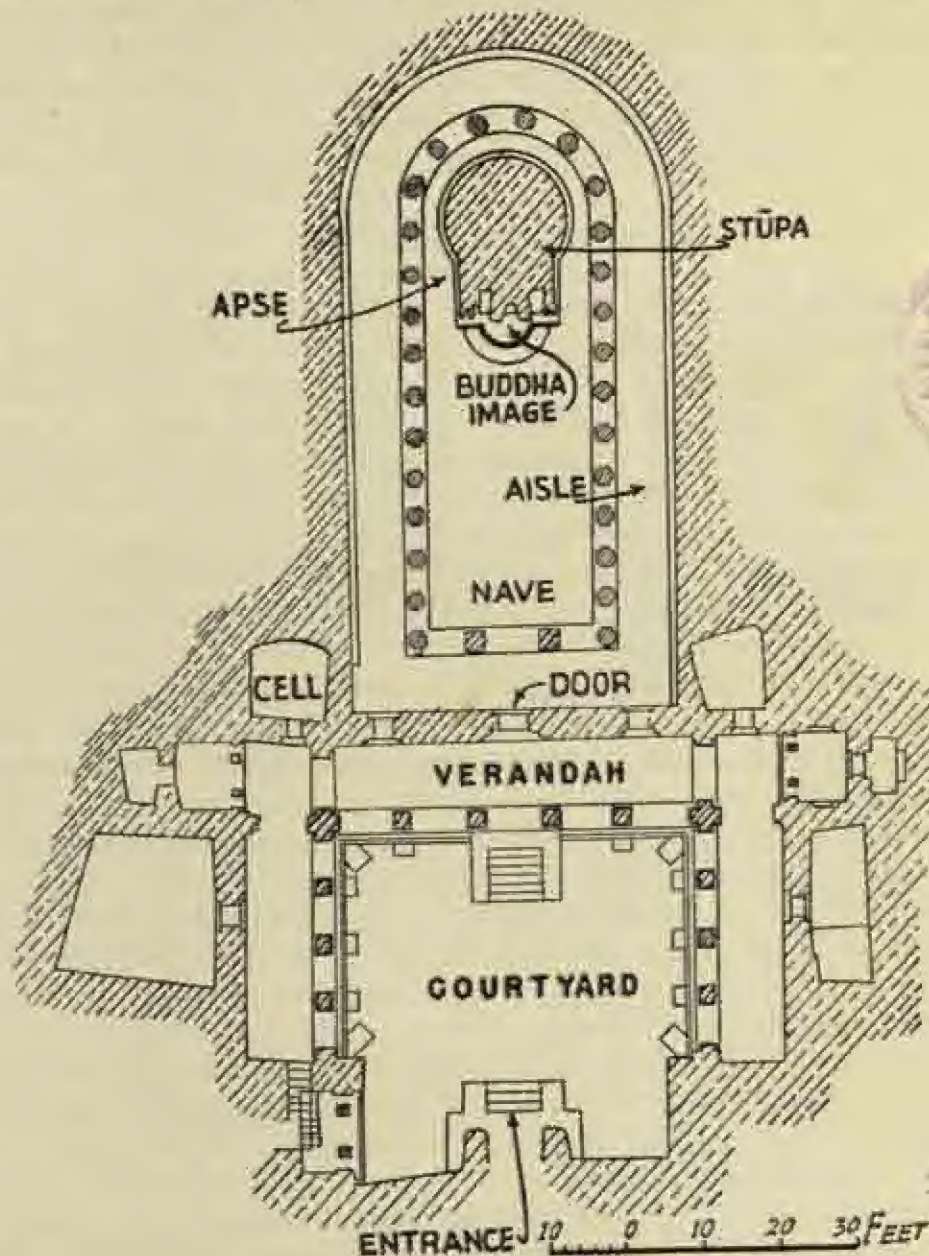 STŪPA
APSE
BUDDHA
IMAGE
AISLE
NAVE
CELL
DOOR
VERANDAH
COURTYARD
ENTRANCE
10 0 10 20 30 FEET